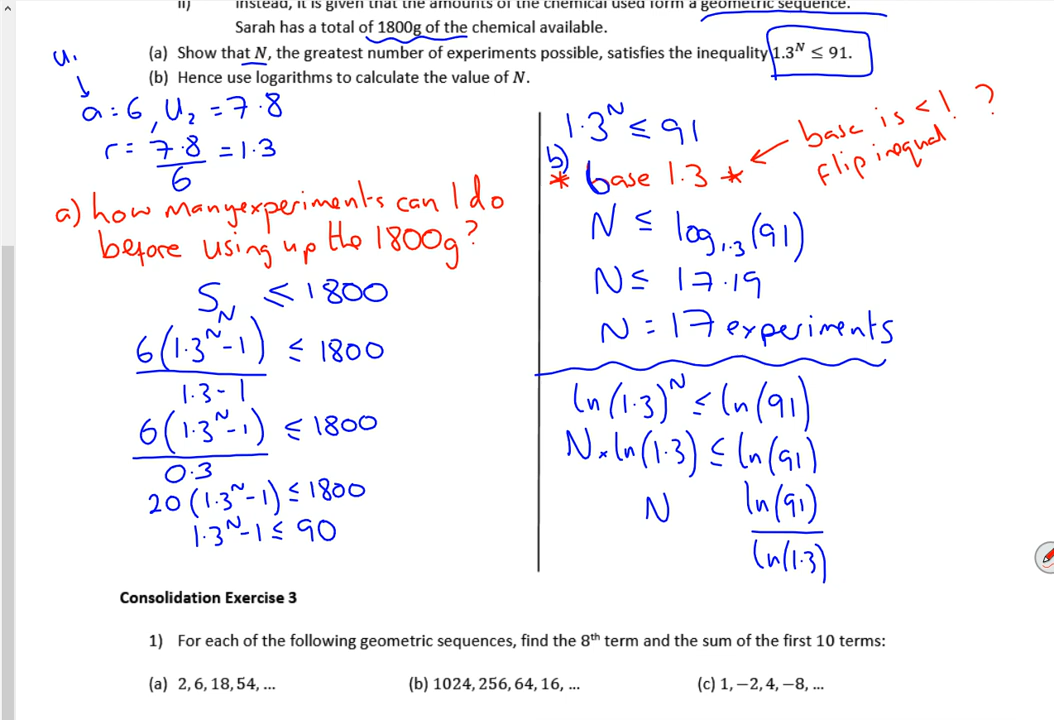 ii) Instead, it is given that the amounts of the chemical used form a geometric sequence.
Sarah has a total of 1800g of the chemical available.
(a) Show that N, the greatest number of experiments possible, satisfies the inequality 1.3^N ≤ 91.
(b) Hence use logarithms to calculate the value of N.
u₁
↓
a = 6, U₂ = 7.8
r = 7.8/6 = 1.3
a) how many experiments can I do
before using up the 1800g?
S_N ≤ 1800
6(1.3^N-1)/1.3-1 ≤ 1800
6(1.3^N-1)/0.3 ≤ 1800
20(1.3^N-1) ≤ 1800
1.3^N-1 ≤ 90
1.3^N ≤ 91
b)
* base 1.3 * ← base is < 1 ?
flip inequal.
N ≤ log₁.₃(91)
N ≤ 17.19
N = 17 experiments
ln(1.3)^N ≤ ln(91)
N × ln(1.3) ≤ ln(91)
N ln(91)/ln(1.3)
Consolidation Exercise 3
1) For each of the following geometric sequences, find the 8th term and the sum of the first 10 terms:
(a) 2, 6, 18, 54, ... (b) 1024, 256, 64, 16, ... (c) 1, −2, 4, −8, ...